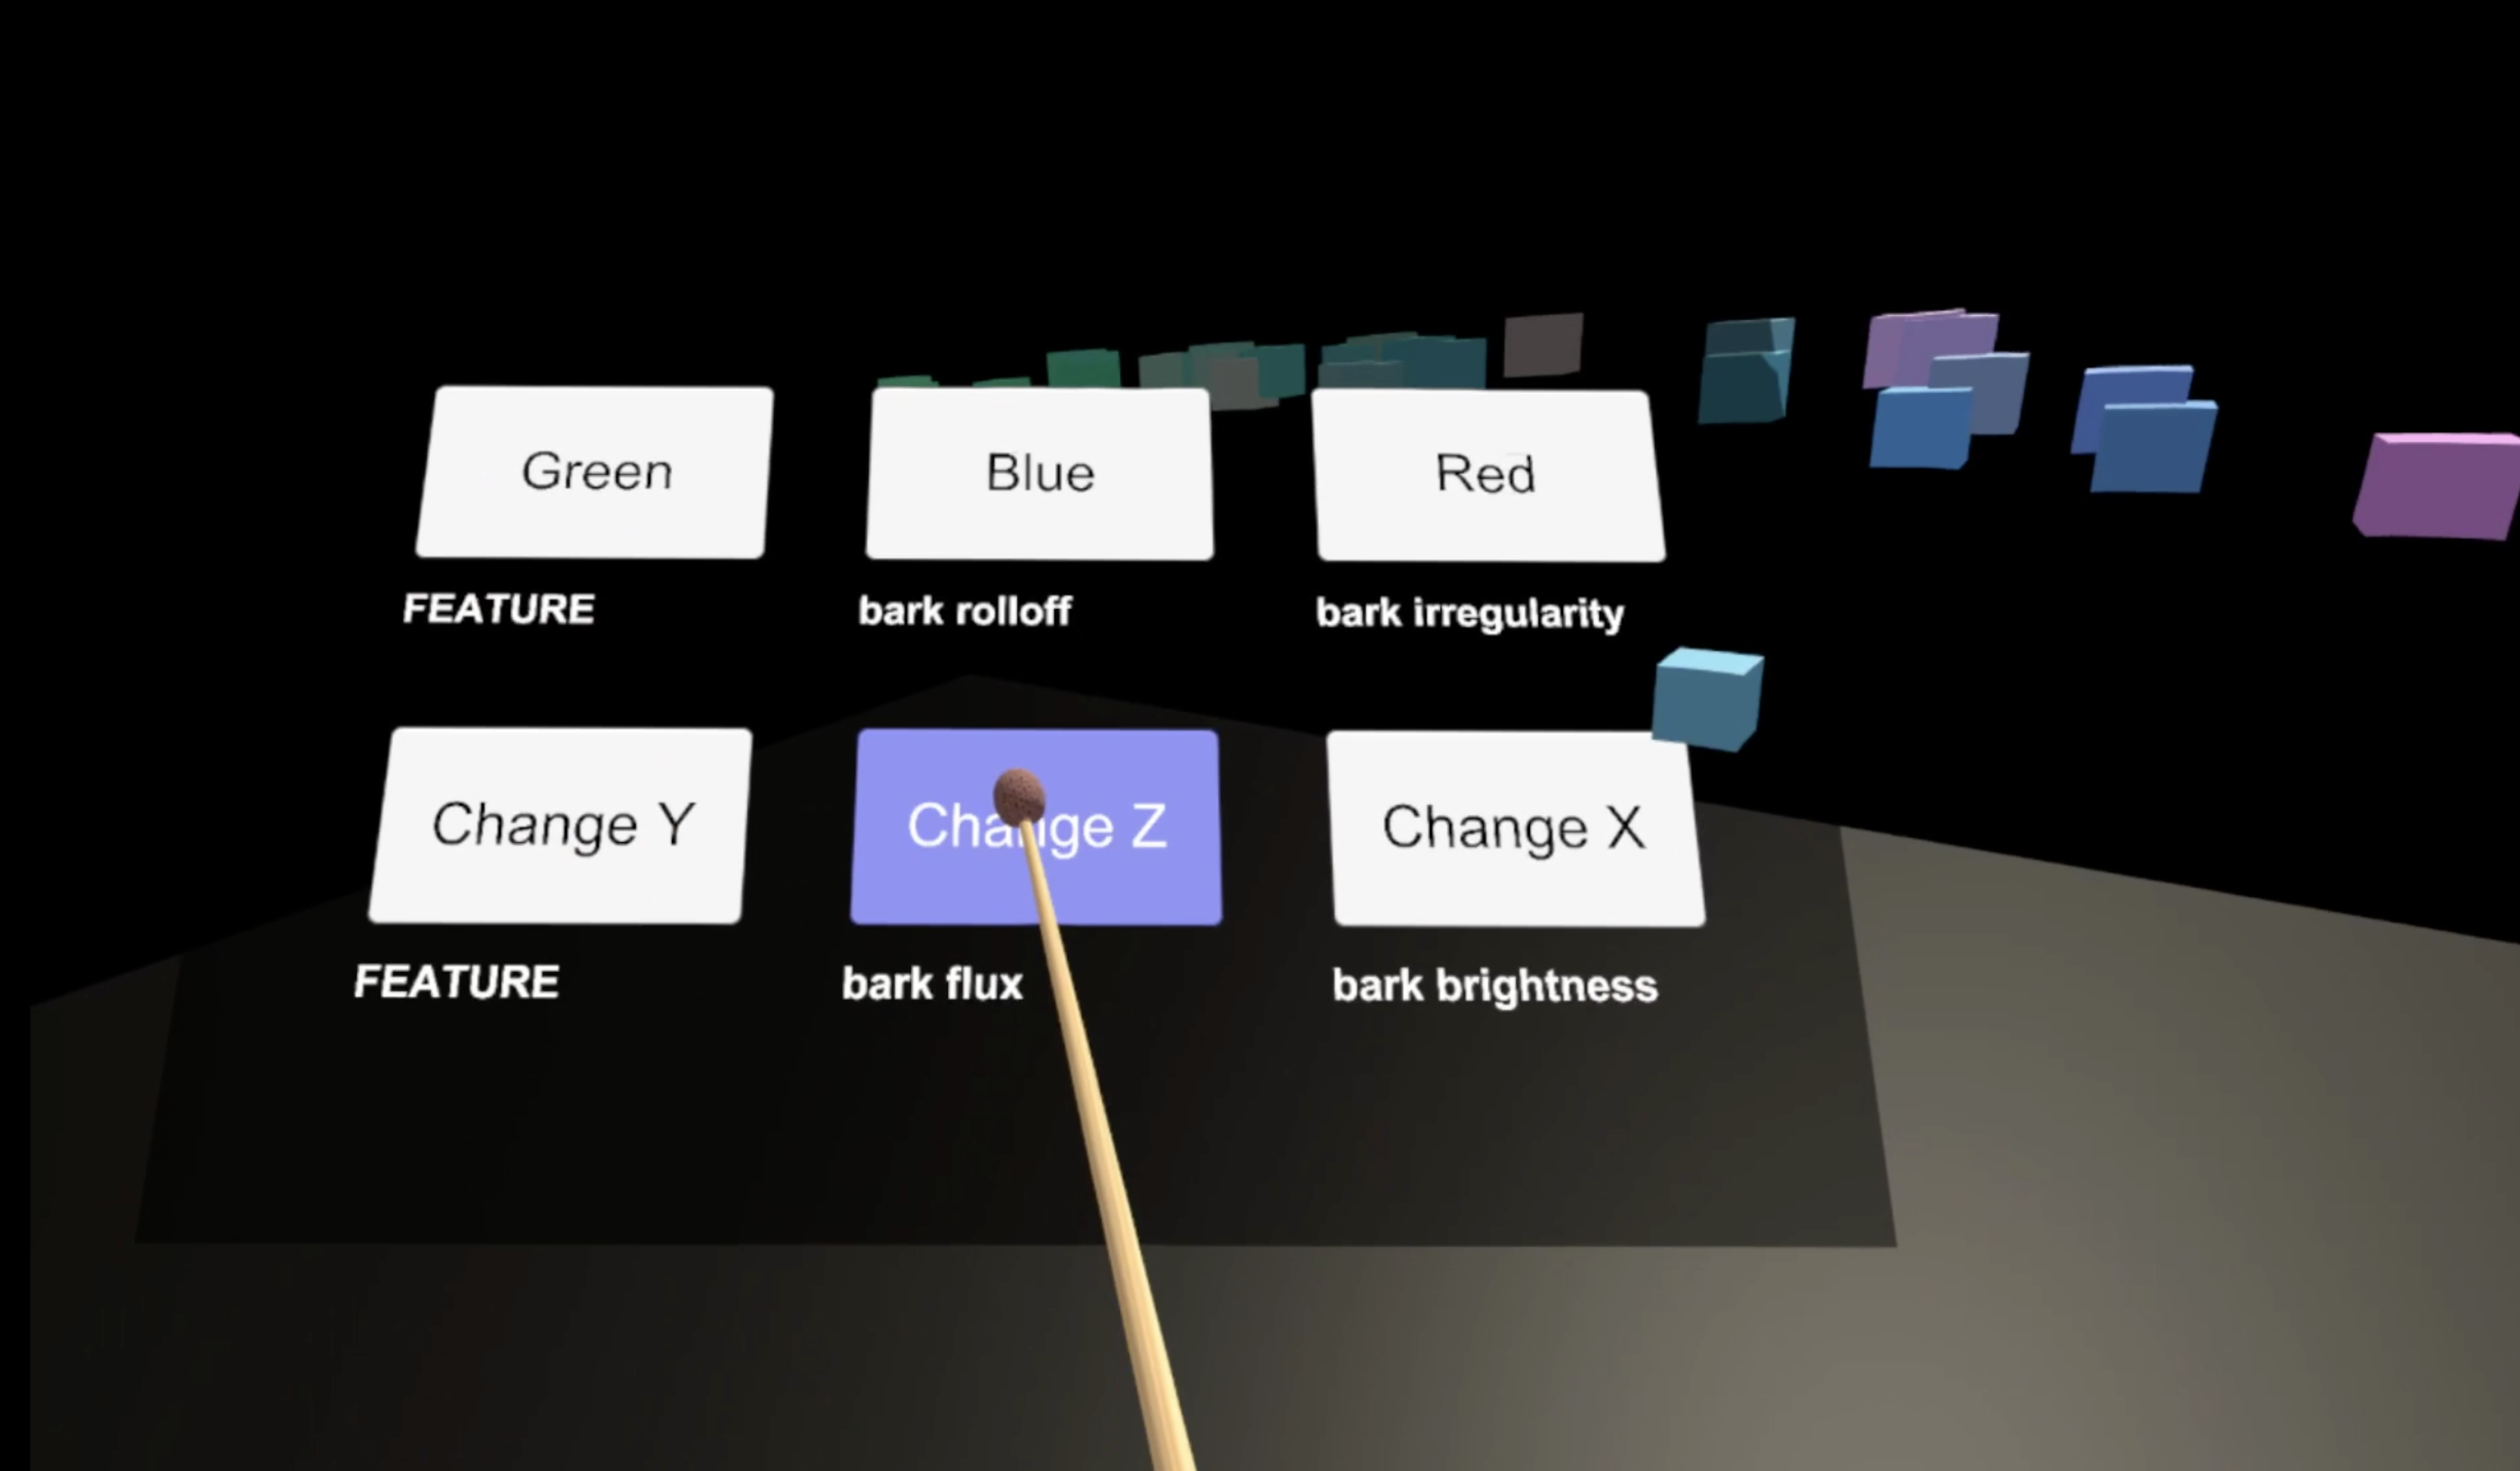 Green Blue Red
FEATURE bark rolloff bark irregularity
Change Y Change Z Change X
FEATURE bark flux bark brightness